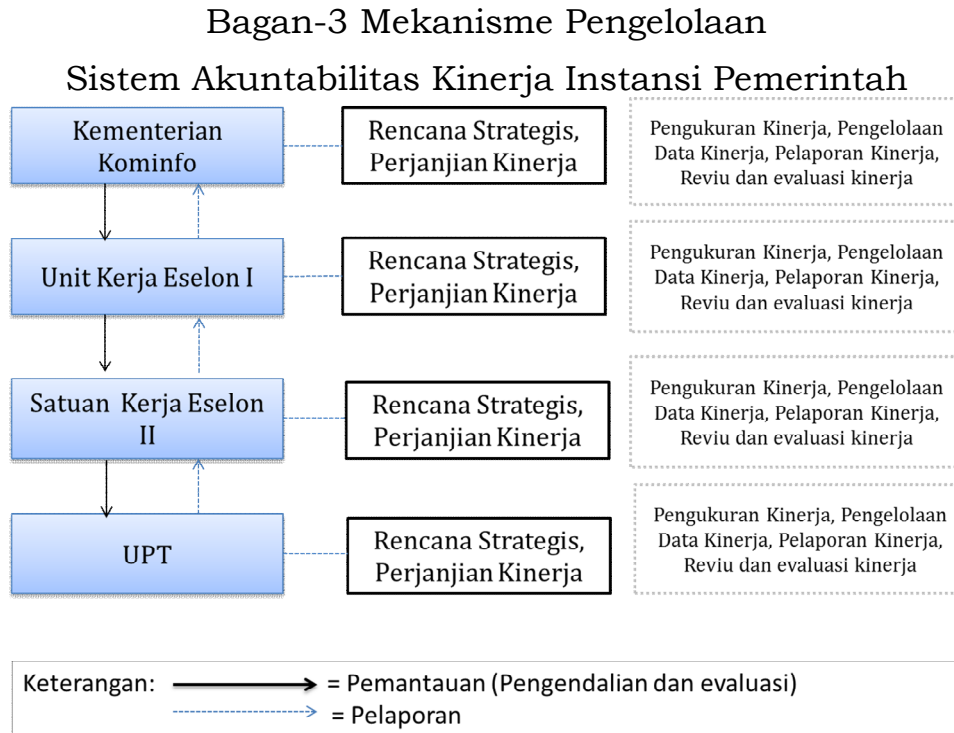 Bagan-3 Mekanisme Pengelolaan
Sistem Akuntabilitas Kinerja Instansi Pemerintah
Kementerian
Kominfo
Rencana Strategis,
Perjanjian Kinerja
Pengukuran Kinerja, Pengelolaan
Data Kinerja, Pelaporan Kinerja,
Reviu dan evaluasi kinerja
Unit Kerja Eselon I
Rencana Strategis,
Perjanjian Kinerja
Pengukuran Kinerja, Pengelolaan
Data Kinerja, Pelaporan Kinerja,
Reviu dan evaluasi kinerja
Satuan Kerja Eselon
II
Rencana Strategis,
Perjanjian Kinerja
Pengukuran Kinerja, Pengelolaan
Data Kinerja, Pelaporan Kinerja,
Reviu dan evaluasi kinerja
UPT
Rencana Strategis,
Perjanjian Kinerja
Pengukuran Kinerja, Pengelolaan
Data Kinerja, Pelaporan Kinerja,
Reviu dan evaluasi kinerja
Keterangan: = Pemantauan (Pengendalian dan evaluasi)
= Pelaporan